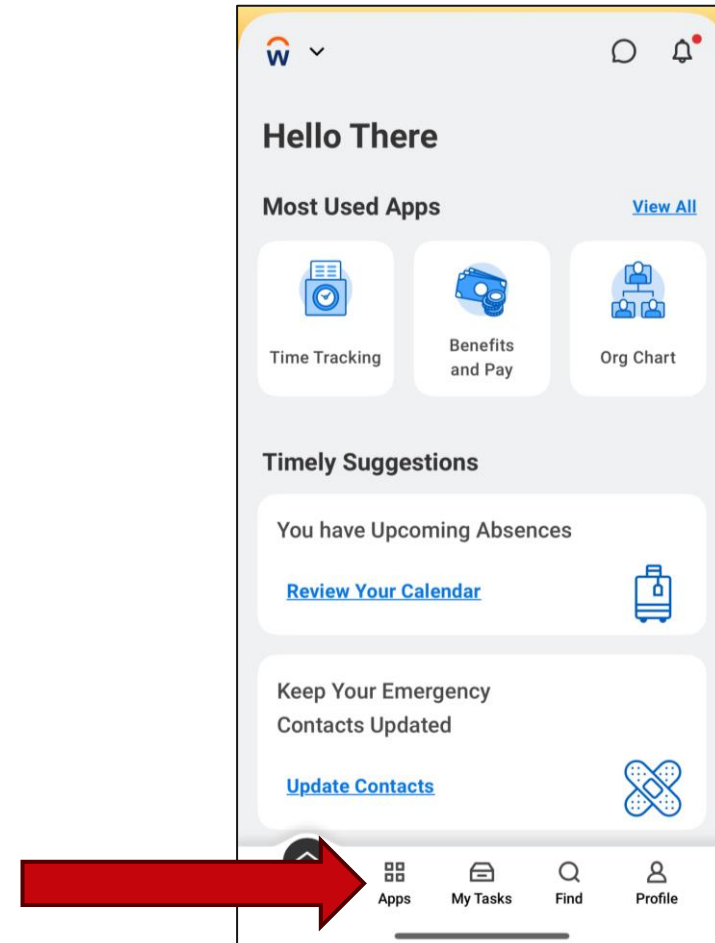 W
Hello There
Most Used Apps
View All
Time Tracking
Benefits
and Pay
Org Chart
Timely Suggestions
You have Upcoming Absences
Review Your Calendar
Keep Your Emergency
Contacts Updated
Update Contacts
Apps
My Tasks
Find
Profile